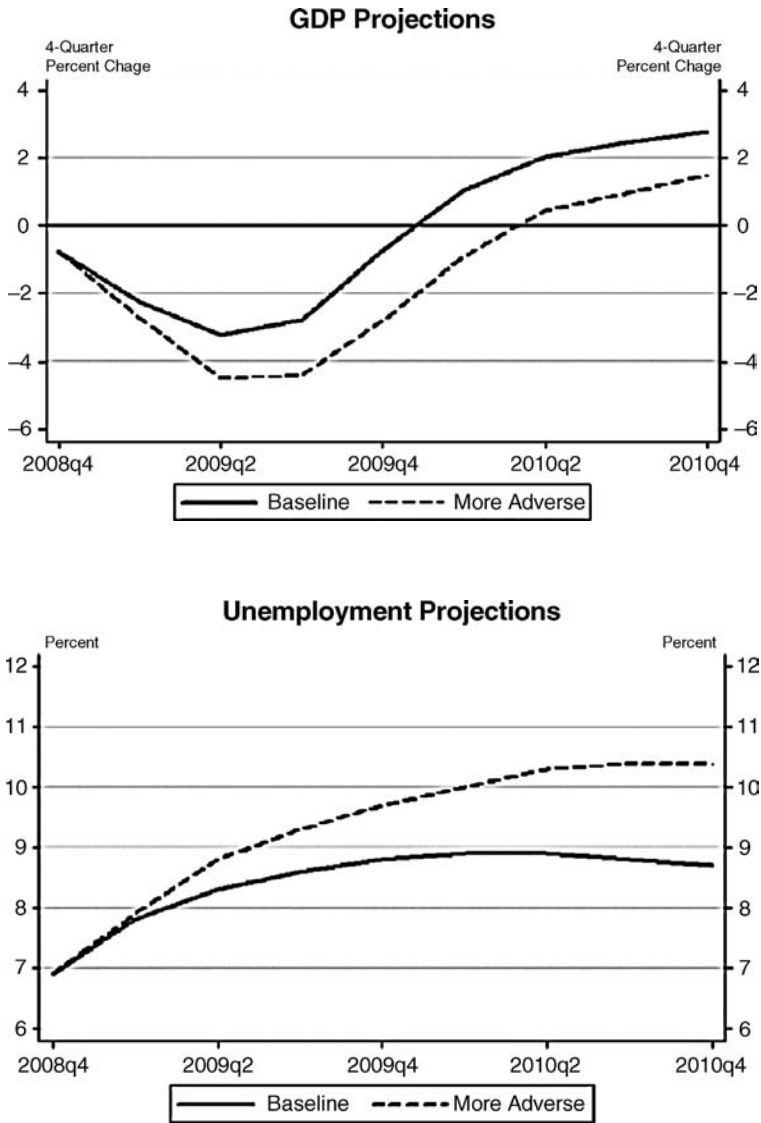 GDP Projections
4-Quarter
Percent Chage
4-Quarter
Percent Chage
4 4
2 2
0 0
–2 –2
–4 –4
–6 –6
2008q4 2009q2 2009q4 2010q2 2010q4
Baseline More Adverse
Unemployment Projections
Percent Percent
12 12
11 11
10 10
9 9
8 8
7 7
6 6
2008q4 2009q2 2009q4 2010q2 2010q4
Baseline More Adverse